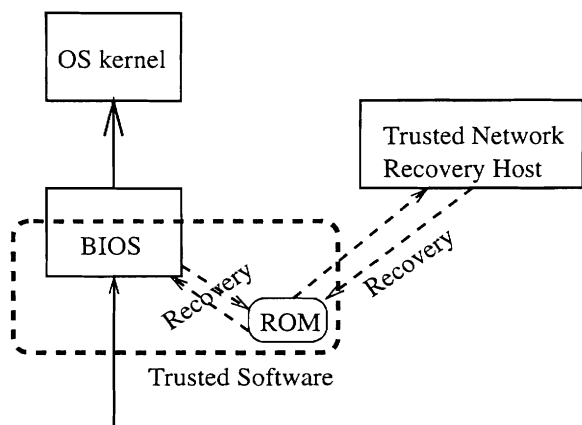 OS kernel
Trusted Network
Recovery Host
BIOS
Recovery
Recovery
ROM
Trusted Software